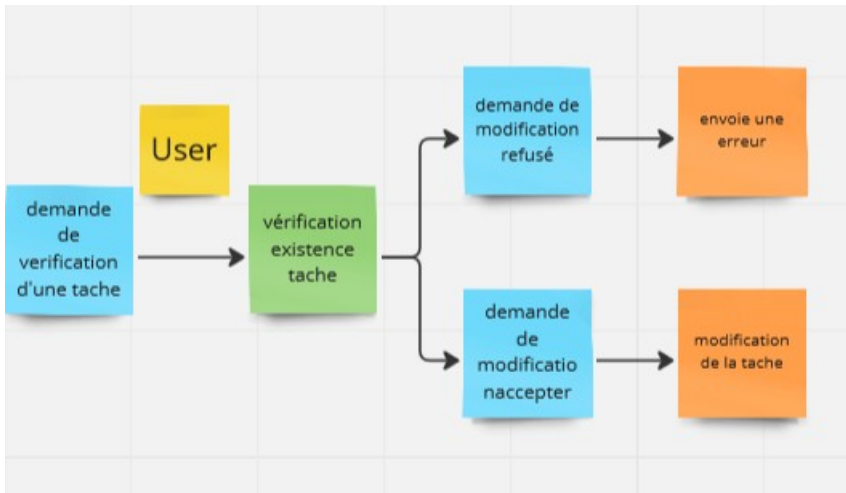 User
demande
de
verification
d'une tache
vérification
existence
tache
demande de
modification
refusé
envoie une
erreur
demande
de
modificatio
naccepter
modification
de la tache